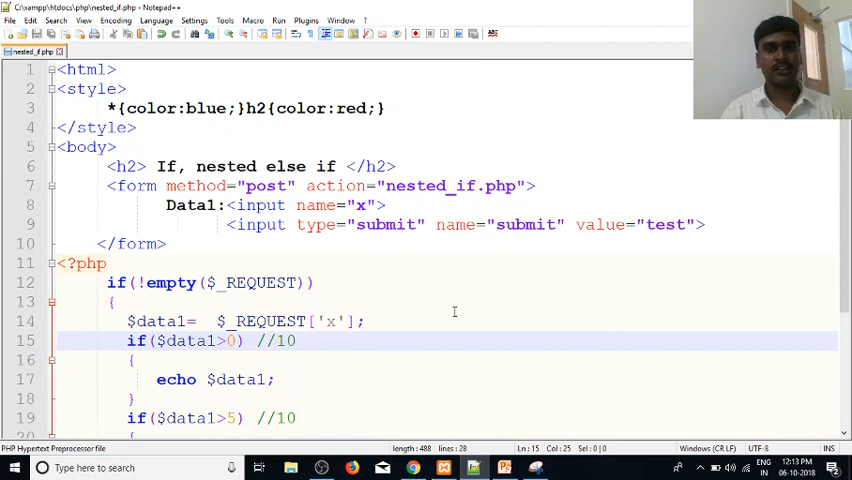 C:\xampp\htdocs\php\nested_if.php - Notepad++
File Edit Search View Encoding Language Settings Tools Macro Run Plugins Window ?
nested_if.php
1 <html>
2 <style>
3 *{color:blue;}h2{color:red;}
4 </style>
5 <body>
6 <h2> If, nested else if </h2>
7 <form method="post" action="nested_if.php">
8 Data1:<input name="x">
9 <input type="submit" name="submit" value="test">
10 </form>
11 <?php
12 if(!empty($_REQUEST))
13 {
14 $data1= $_REQUEST['x'];
15 if($data1>0) //10
16 {
17 echo $data1;
18 }
19 if($data1>5) //10
20 {
PHP Hypertext Preprocessor file length : 488 lines : 28 Ln : 15 Col : 25 Sel : 0 | 0 Windows (CR LF) UTF-8 INS
Type here to search
ENG 12:13 PM
IN 06-10-2018